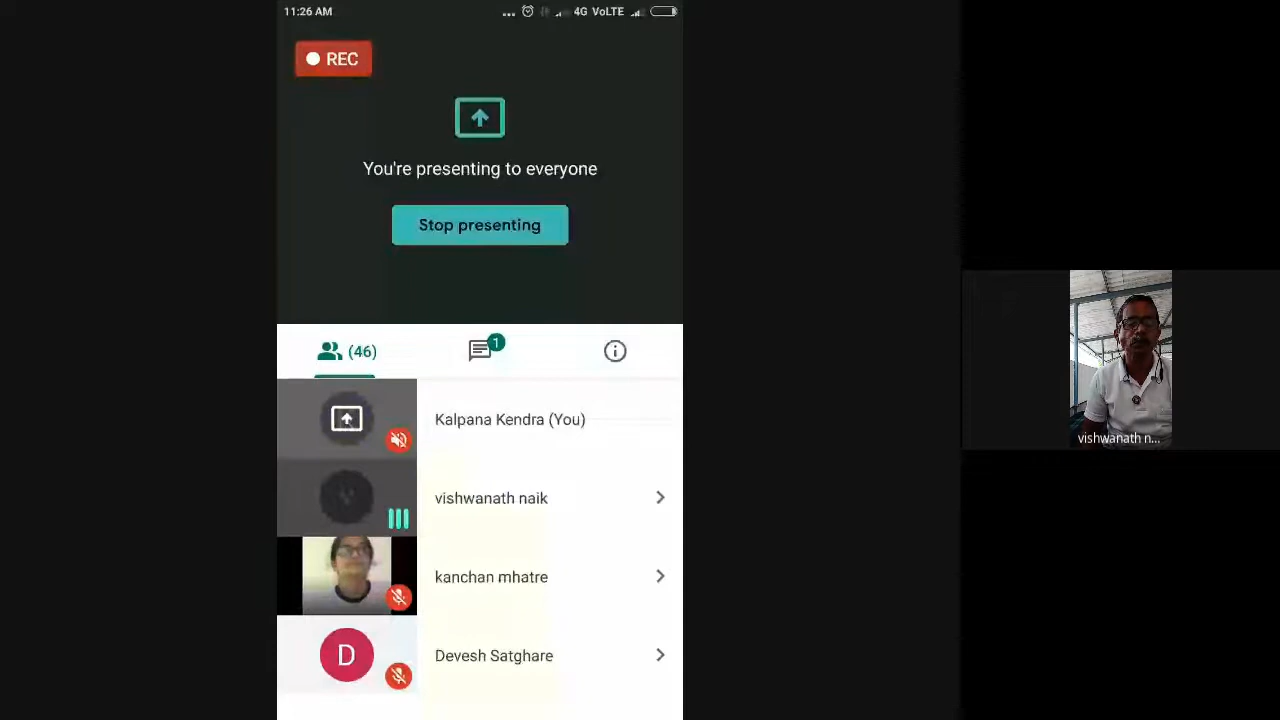 11:26 AM
4G VoLTE
REC
You're presenting to everyone
Stop presenting
(46)
1
Kalpana Kendra (You)
vishwanath naik
kanchan mhatre
D
Devesh Satghare
vishwanath n...